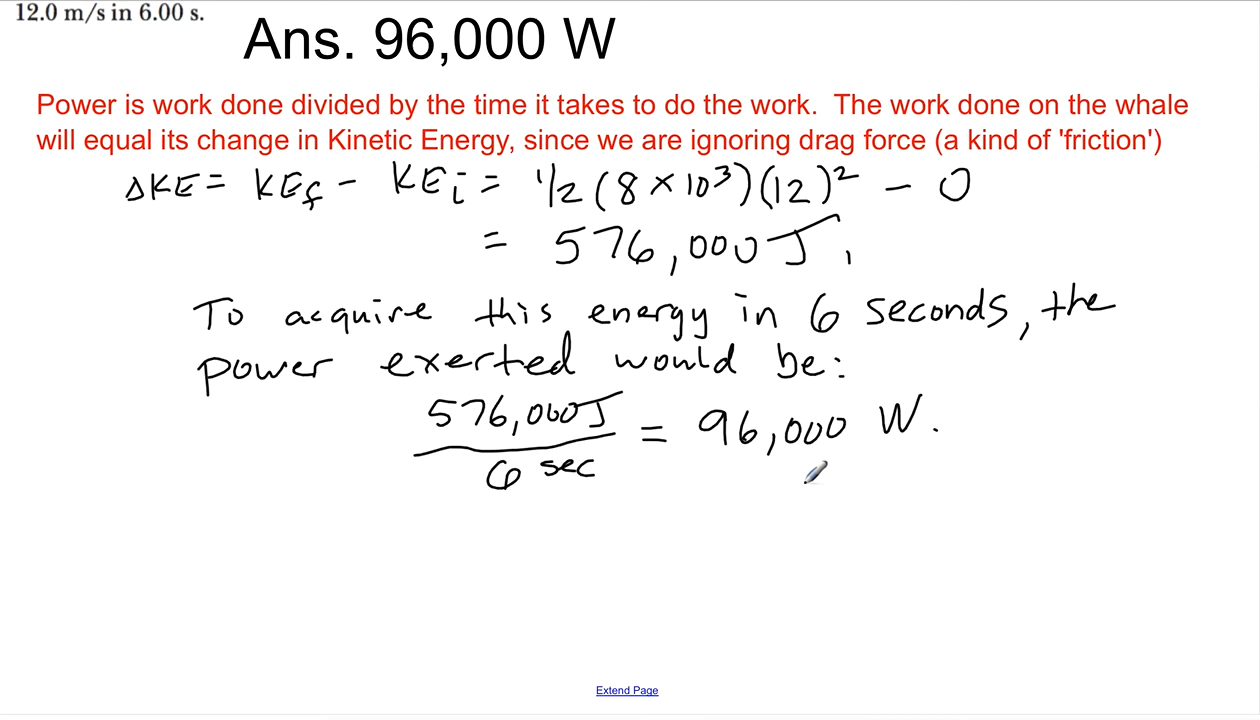 12.0 m/s in 6.00 s.
Ans. 96,000 W
Power is work done divided by the time it takes to do the work. The work done on the whale
will equal its change in Kinetic Energy, since we are ignoring drag force (a kind of 'friction')
ΔKE = KEf - KEi = 1/2 (8 × 10³)(12)² - 0
= 576,000 J.
To acquire this energy in 6 seconds, the
power exerted would be:
576,000J
6 sec
= 96,000 W.
Extend Page